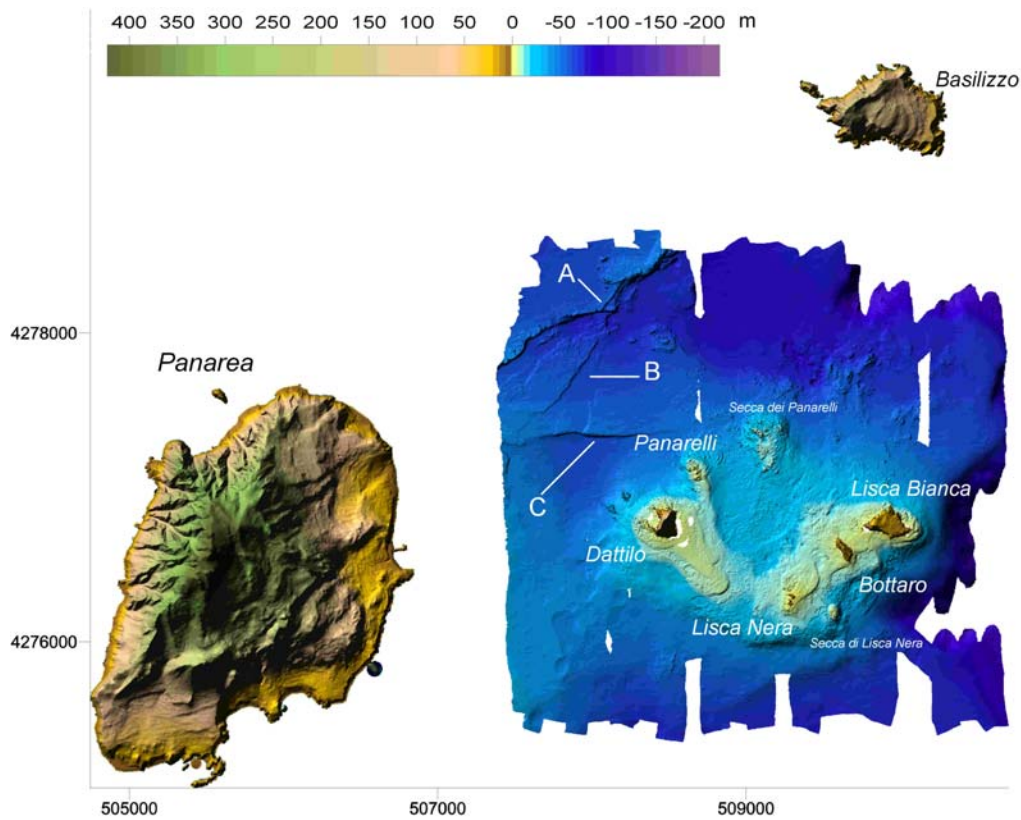 400 350 300 250 200 150 100 50 0 -50 -100 -150 -200 m
Basilizzo
A
4278000
Panarea
B
Secca dei Panarelli
Panarelli
Lisca Bianca
C
Dattilo
Bottaro
Lisca Nera
4276000
Secca di Lisca Nera
505000 507000 509000